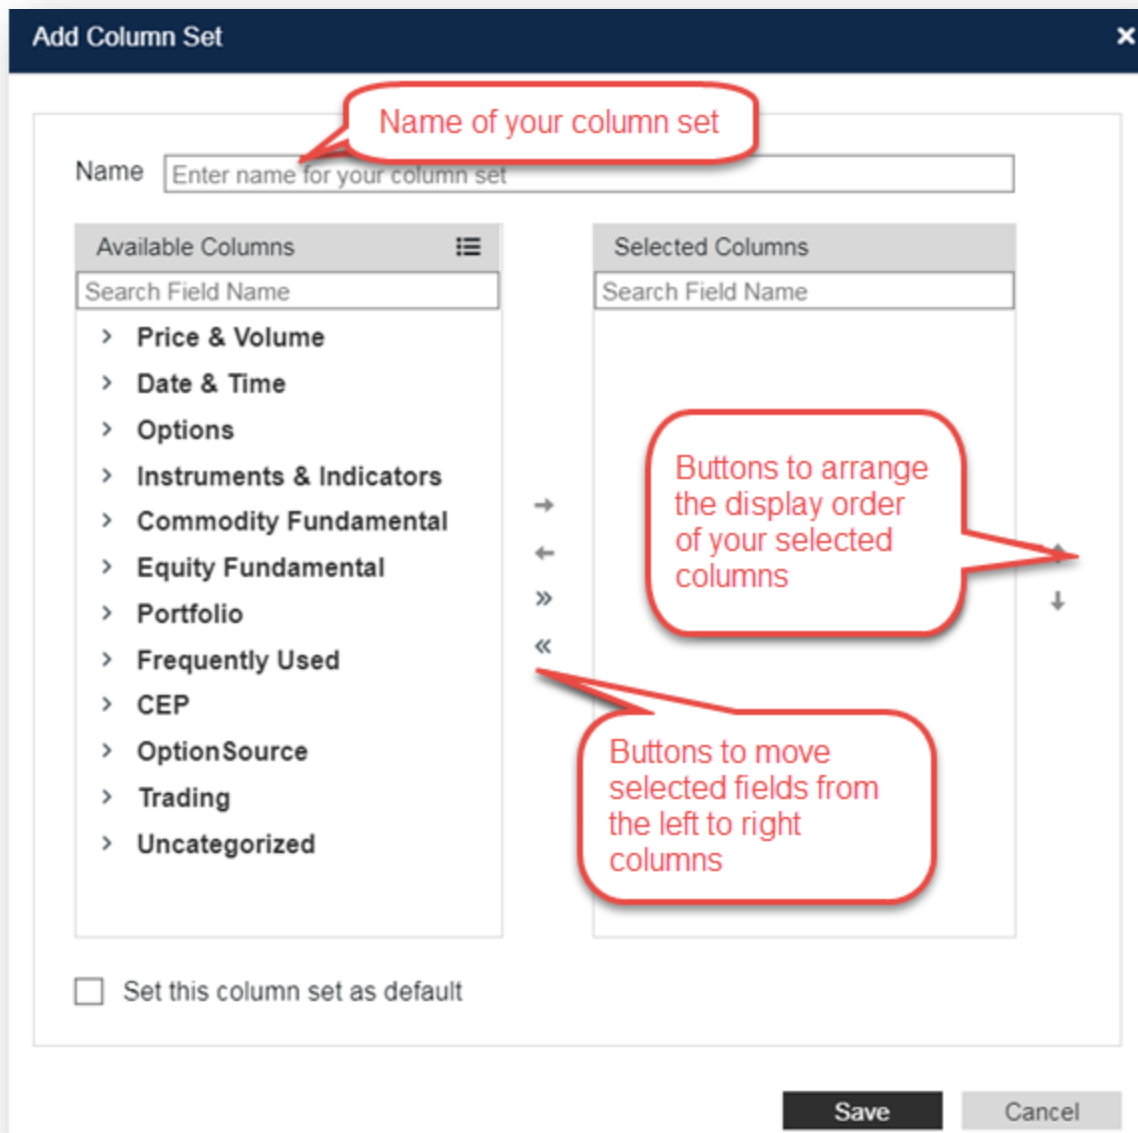 Add Column Set
Name of your column set
Name
Enter name for your column set
Available Columns
Search Field Name
Price & Volume
Date & Time
Options
Instruments & Indicators
Commodity Fundamental
Equity Fundamental
Portfolio
Frequently Used
CEP
OptionSource
Trading
Uncategorized
Selected Columns
Search Field Name
Buttons to arrange
the display order
of your selected
columns
Buttons to move
selected fields from
the left to right
columns
Set this column set as default
Save
Cancel